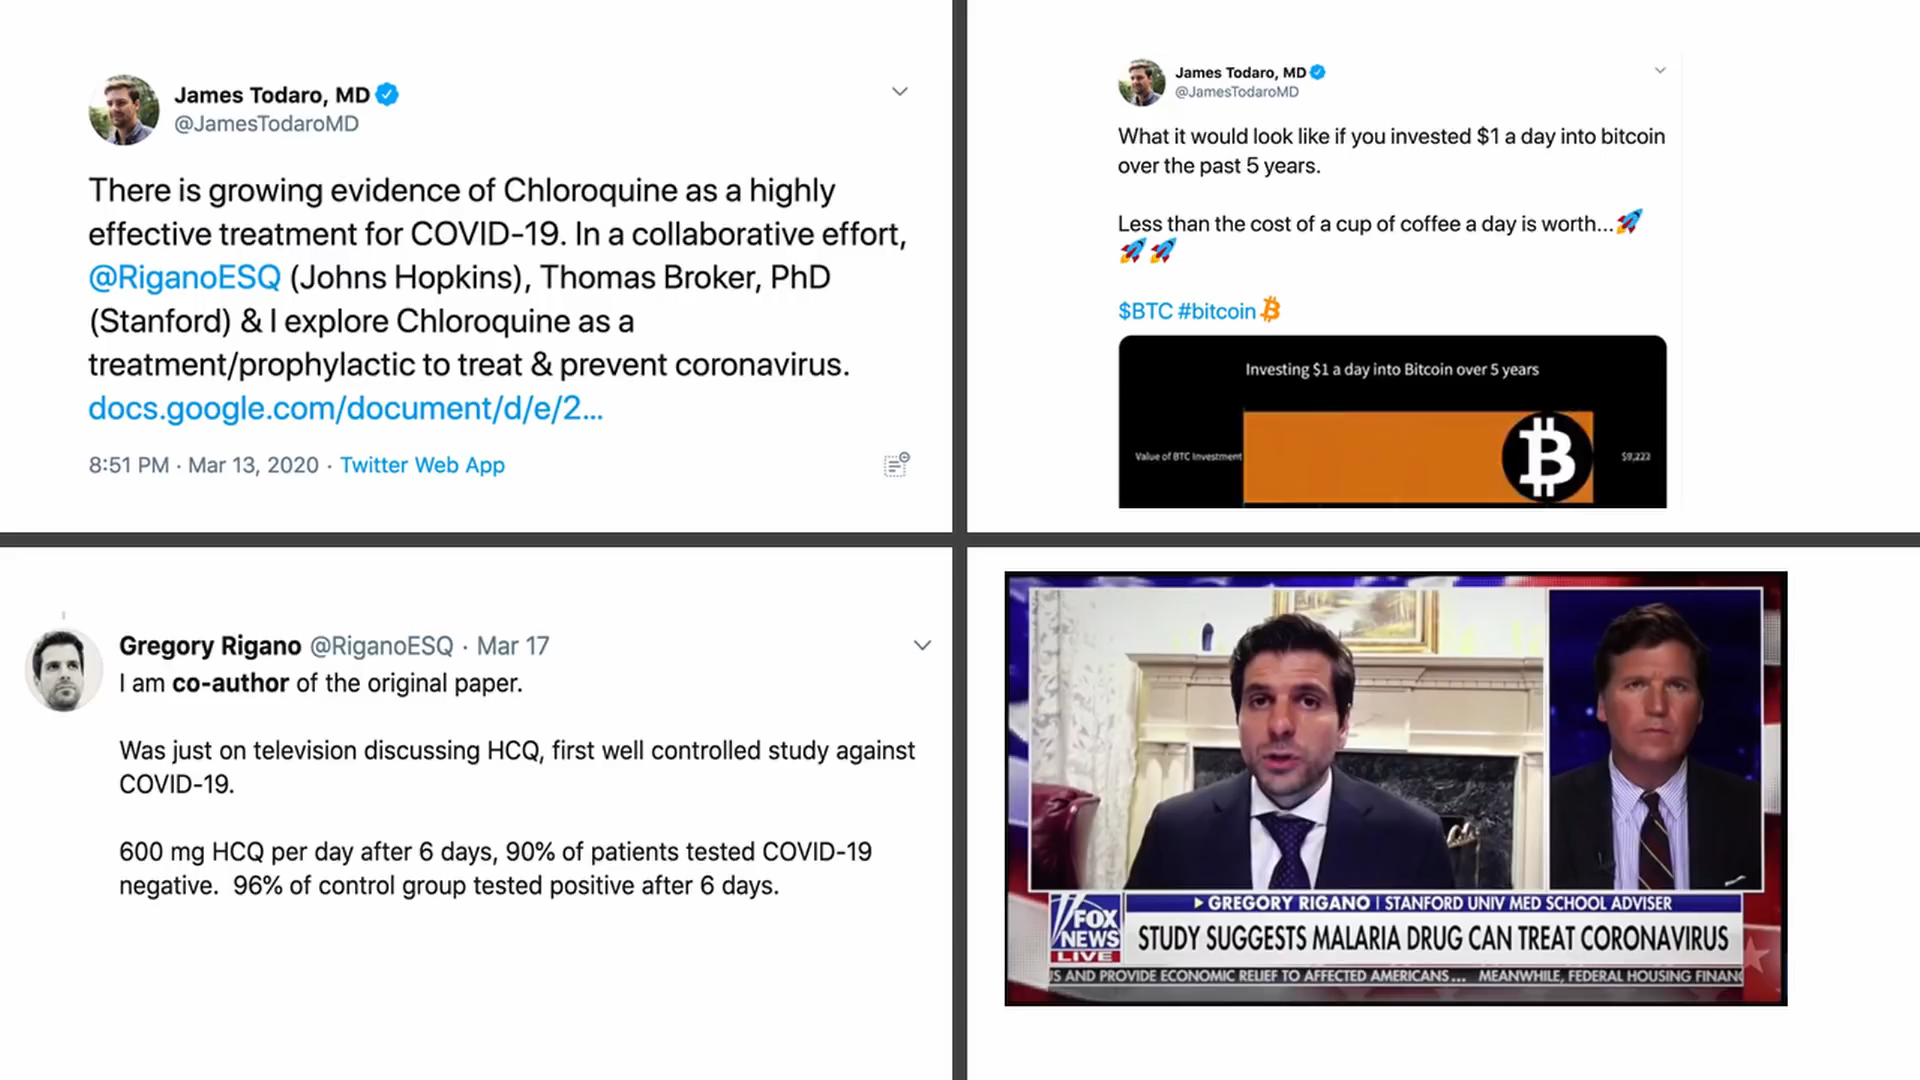 James Todaro, MD
@JamesTodaroMD
There is growing evidence of Chloroquine as a highly
effective treatment for COVID-19. In a collaborative effort,
@RiganoESQ (Johns Hopkins), Thomas Broker, PhD
(Stanford) & I explore Chloroquine as a
treatment/prophylactic to treat & prevent coronavirus.
docs.google.com/document/d/e/2...
8:51 PM · Mar 13, 2020 · Twitter Web App
James Todaro, MD
@JamesTodaroMD
What it would look like if you invested $1 a day into bitcoin
over the past 5 years.
Less than the cost of a cup of coffee a day is worth...🚀
🚀🚀
$BTC #bitcoin
Investing $1 a day into Bitcoin over 5 years
Value of BTC Investment
$9,223
Gregory Rigano @RiganoESQ · Mar 17
I am co-author of the original paper.
Was just on television discussing HCQ, first well controlled study against
COVID-19.
600 mg HCQ per day after 6 days, 90% of patients tested COVID-19
negative.  96% of control group tested positive after 6 days.
GREGORY RIGANO | STANFORD UNIV MED SCHOOL ADVISER
FOX
NEWS
LIVE
STUDY SUGGESTS MALARIA DRUG CAN TREAT CORONAVIRUS
US AND PROVIDE ECONOMIC RELIEF TO AFFECTED AMERICANS... MEANWHILE, FEDERAL HOUSING FINANC